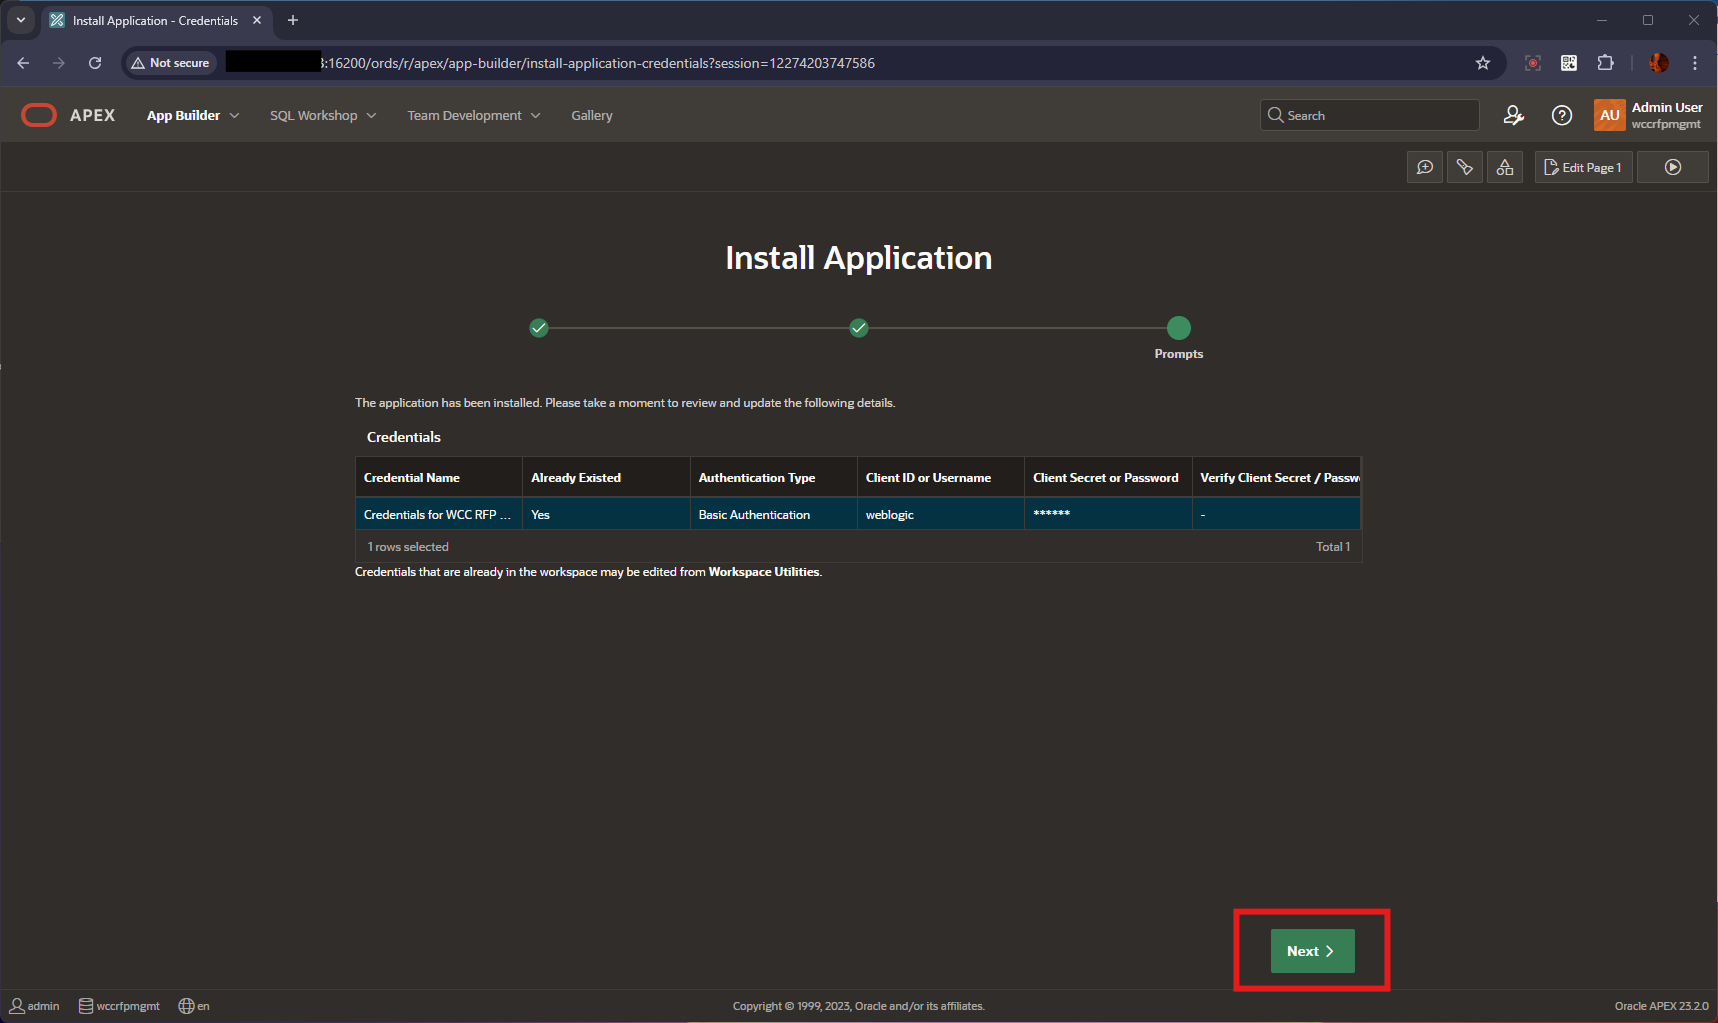 Install Application - Credentials
Not secure
3:16200/ords/r/apex/app-builder/install-application-credentials?session=12274203747586
APEX App Builder SQL Workshop Team Development Gallery Search AU Admin User
wccrfpmgmt
Edit Page 1
Install Application
Prompts
The application has been installed. Please take a moment to review and update the following details.
Credentials
Credential Name Already Existed Authentication Type Client ID or Username Client Secret or Password Verify Client Secret / Passw
Credentials for WCC RFP ... Yes Basic Authentication weblogic ****** -
1 rows selected Total 1
Credentials that are already in the workspace may be edited from Workspace Utilities.
Next
admin wccrfpmgmt en Copyright © 1999, 2023, Oracle and/or its affiliates. Oracle APEX 23.2.0